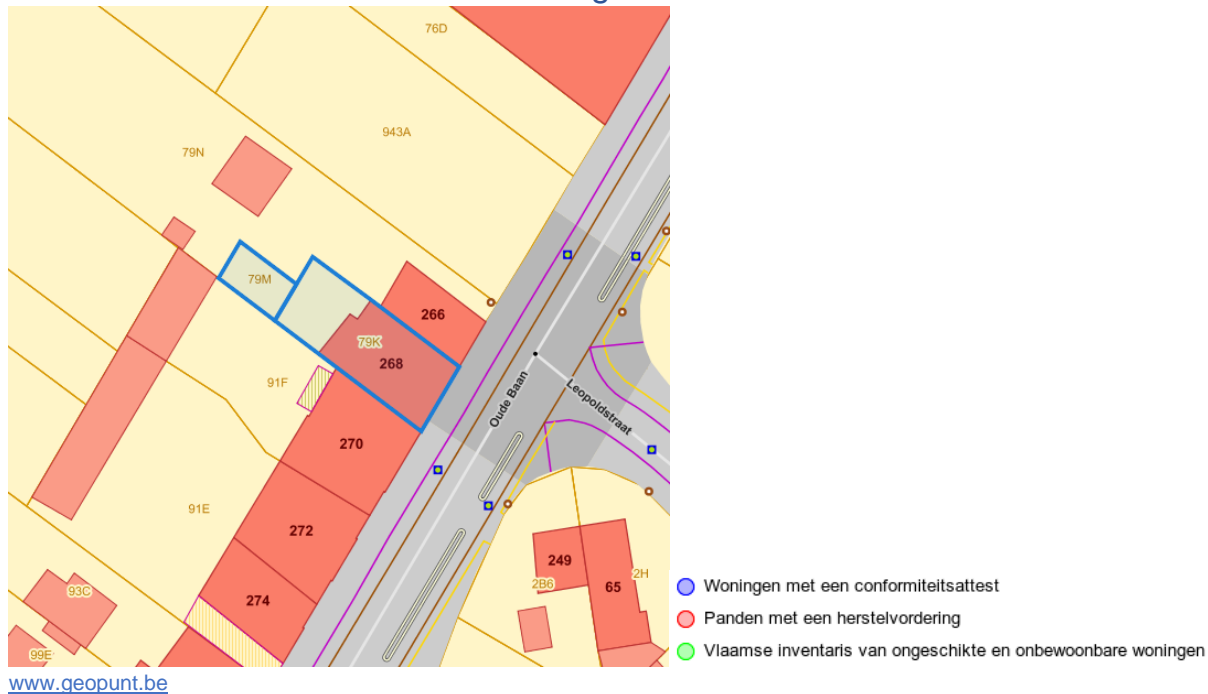 76D
943A
79N
79M
266
79K
268
91F
Oude Baan
Leopoldstraat
270
91E
272
249
2B6
65
2H
93C
274
99E
Woningen met een conformiteitsattest
Panden met een herstelvordering
Vlaamse inventaris van ongeschikte en onbewoonbare woningen
www.geopunt.be